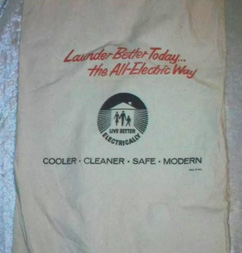 Launder Better Today...
the All-Electric Way
LIVE BETTER
ELECTRICALLY
COOLER · CLEANER · SAFE · MODERN